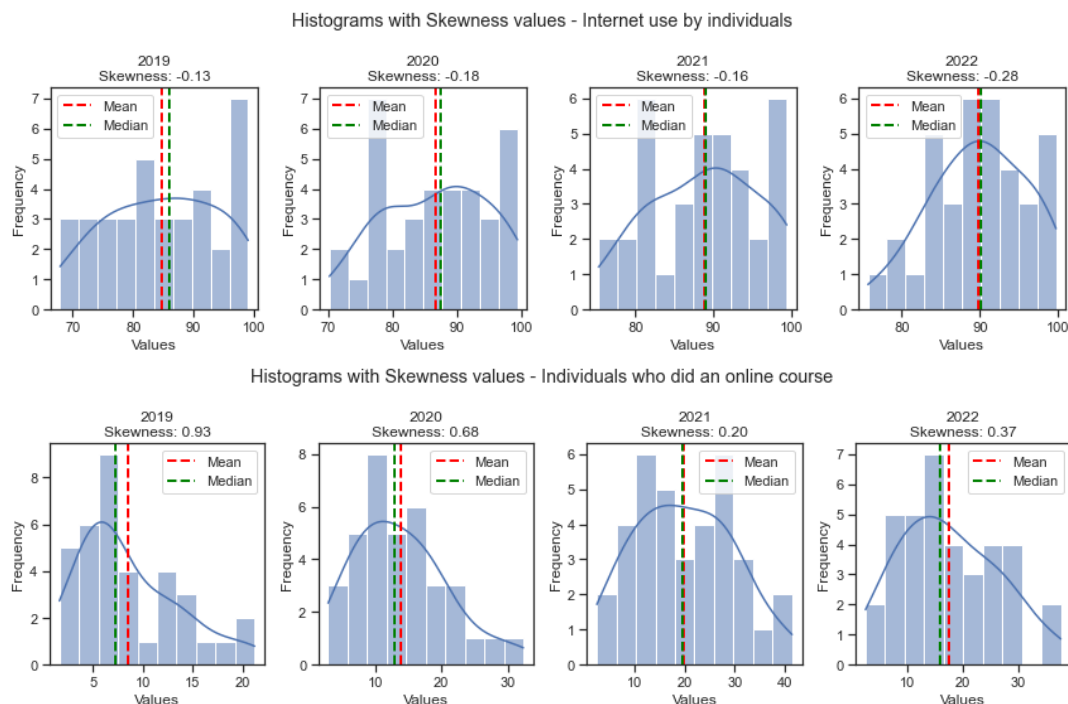 Histograms with Skewness values - Internet use by individuals
2019
Skewness: -0.13
2020
Skewness: -0.18
2021
Skewness: -0.16
2022
Skewness: -0.28
Mean
Median
7
6
5
4
3
2
1
0
Frequency
70
80
90
100
Values
Mean
Median
7
6
5
4
3
2
1
0
Frequency
70
80
90
100
Values
Mean
Median
6
5
4
3
2
1
0
Frequency
80
90
100
Values
Mean
Median
6
5
4
3
2
1
0
Frequency
80
90
100
Values
Histograms with Skewness values - Individuals who did an online course
2019
Skewness: 0.93
2020
Skewness: 0.68
2021
Skewness: 0.20
2022
Skewness: 0.37
Mean
Median
8
6
4
2
0
Frequency
5
10
15
20
Values
Mean
Median
8
7
6
5
4
3
2
1
0
Frequency
10
20
30
Values
Mean
Median
6
5
4
3
2
1
0
Frequency
10
20
30
40
Values
Mean
Median
7
6
5
4
3
2
1
0
Frequency
10
20
30
Values